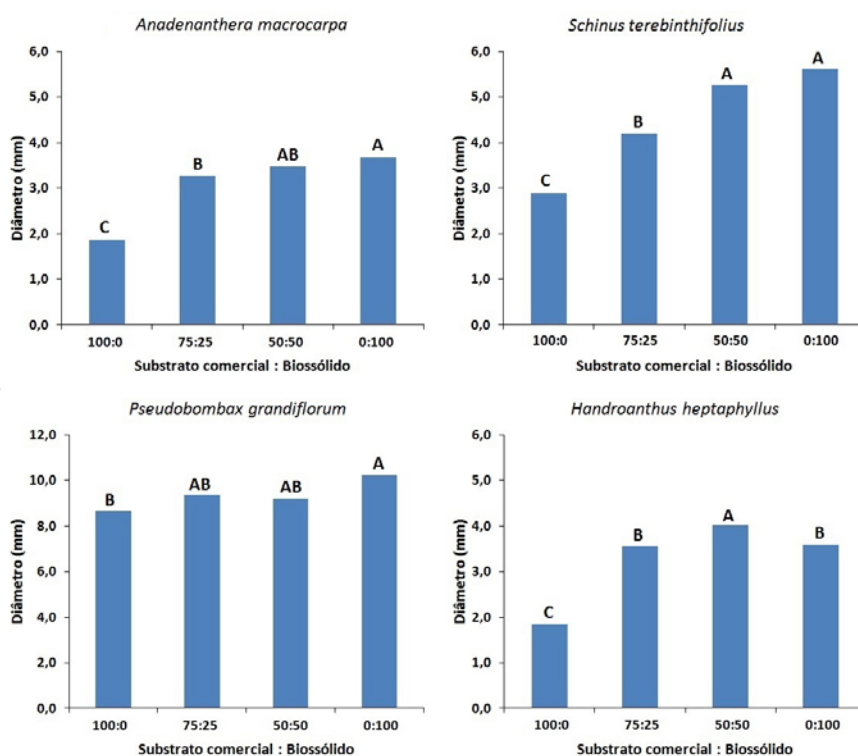 Anadenanthera macrocarpa
Diâmetro (mm)
6,0
5,0
4,0
3,0
2,0
1,0
0,0
C
B
AB
A
100:0 75:25 50:50 0:100
Substrato comercial : Biossólido
Schinus terebinthifolius
Diâmetro (mm)
6,0
5,0
4,0
3,0
2,0
1,0
0,0
C
B
A
A
100:0 75:25 50:50 0:100
Substrato comercial : Biossólido
Pseudobombax grandiflorum
Diâmetro (mm)
12,0
10,0
8,0
6,0
4,0
2,0
0,0
B
AB
AB
A
100:0 75:25 50:50 0:100
Substrato comercial : Biossólido
Handroanthus heptaphyllus
Diâmetro (mm)
6,0
5,0
4,0
3,0
2,0
1,0
0,0
C
B
A
B
100:0 75:25 50:50 0:100
Substrato comercial : Biossólido